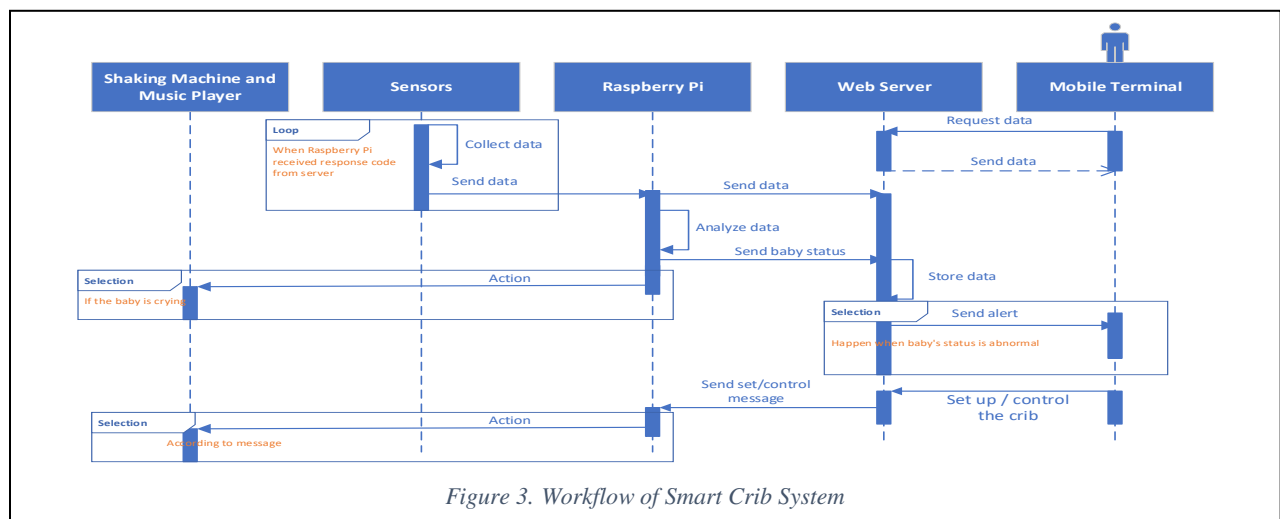 Shaking Machine and
Music Player
Sensors
Raspberry Pi
Web Server
Mobile Terminal
Loop
When Raspberry Pi
received response code
from server
Collect data
Send data
Request data
Send data
Send data
Analyze data
Send baby status
Store data
Selection
If the baby is crying
Action
Selection
Send alert
Happen when baby's status is abnormal
Send set/control
message
Set up / control
the crib
Selection
According to message
Action
Figure 3. Workflow of Smart Crib System